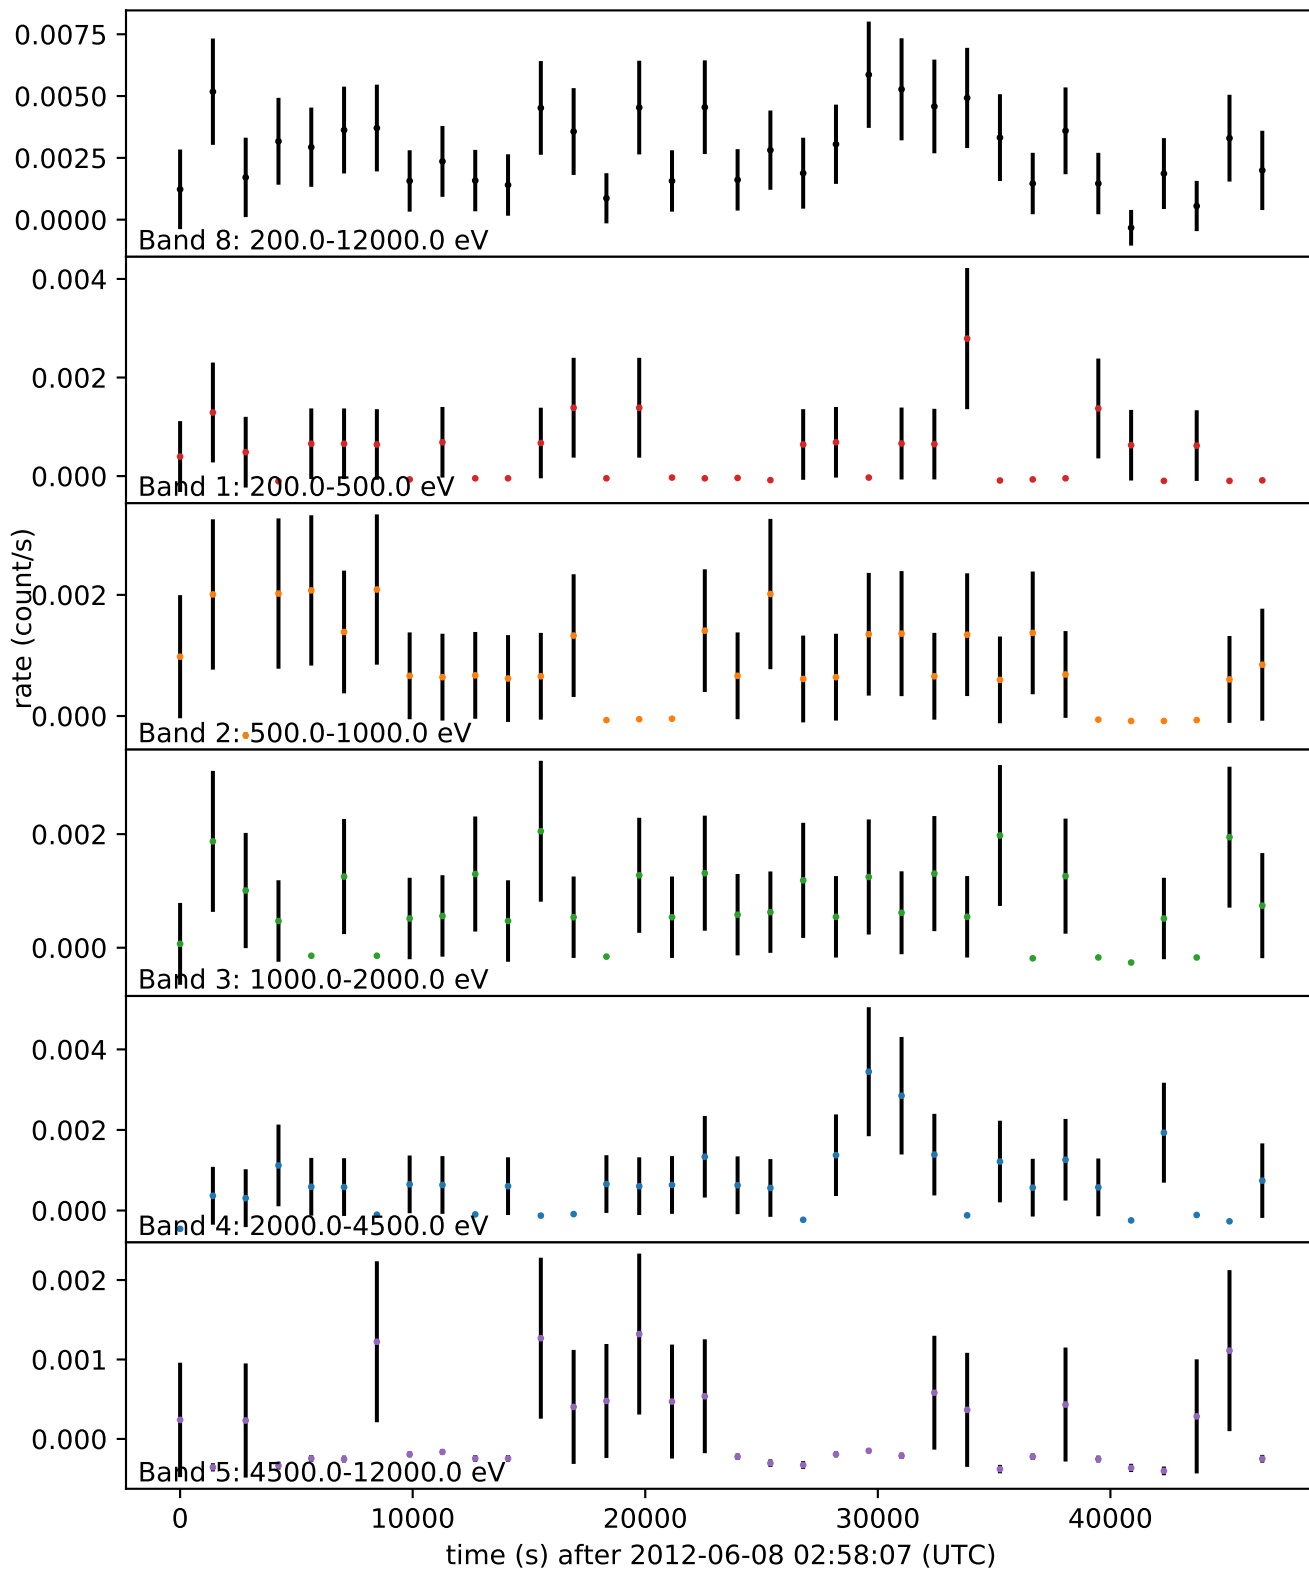 0.0075
0.0050
0.0025
0.0000
Band 8: 200.0-12000.0 eV
0.004
0.002
0.000
Band 1: 200.0-500.0 eV
rate (count/s)
0.002
0.000
Band 2: 500.0-1000.0 eV
0.002
0.000
Band 3: 1000.0-2000.0 eV
0.004
0.002
0.000
Band 4: 2000.0-4500.0 eV
0.002
0.001
0.000
Band 5: 4500.0-12000.0 eV
0 10000 20000 30000 40000
time (s) after 2012-06-08 02:58:07 (UTC)